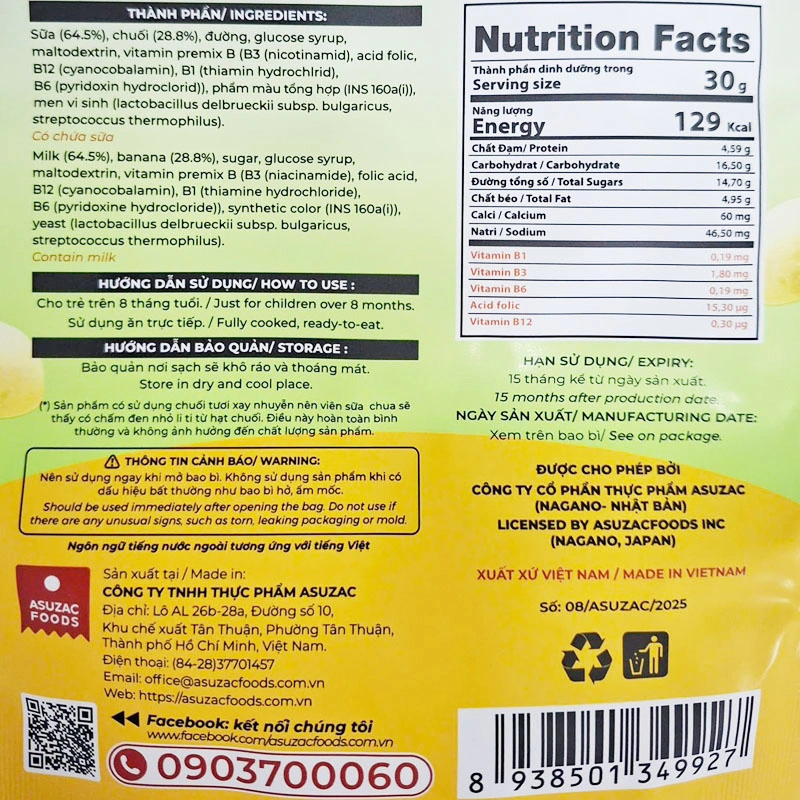 THÀNH PHẦN/ INGREDIENTS:
Sữa (64.5%), chuối (28.8%), đường, glucose syrup,
maltodextrin, vitamin premix B (B3 (nicotinamid), acid folic,
B12 (cyanocobalamin), B1 (thiamin hydrochlrid),
B6 (pyridoxin hydroclorid)), phẩm màu tổng hợp (INS 160a(i)),
men vi sinh (lactobacillus delbrueckii subsp. bulgaricus,
streptococcus thermophilus).
Có chứa sữa
Milk (64.5%), banana (28.8%), sugar, glucose syrup,
maltodextrin, vitamin premix B (B3 (niacinamide), folic acid,
B12 (cyanocobalamin), B1 (thiamine hydrochloride),
B6 (pyridoxine hydrocloride)), synthetic color (INS 160a(i)),
yeast (lactobacillus delbrueckii subsp. bulgaricus,
streptococcus thermophilus).
Contain milk
HƯỚNG DẪN SỬ DỤNG/ HOW TO USE :
Cho trẻ trên 8 tháng tuổi. / Just for children over 8 months.
Sử dụng ăn trực tiếp. / Fully cooked, ready-to-eat.
HƯỚNG DẪN BẢO QUẢN/ STORAGE :
Bảo quản nơi sạch sẽ khô ráo và thoáng mát.
Store in dry and cool place.
(*) Sản phẩm có sử dụng chuối tươi xay nhuyễn nên viên sữa chua sẽ
thấy có chấm đen nhỏ li ti từ hạt chuối. Điều này hoàn toàn bình
thường và không ảnh hưởng đến chất lượng sản phẩm.
THÔNG TIN CẢNH BÁO/ WARNING:
Nên sử dụng ngay khi mở bao bì. Không sử dụng sản phẩm khi có
dấu hiệu bất thường như bao bì hở, ẩm mốc.
Should be used immediately after opening the bag. Do not use if
there are any unusual signs, such as torn, leaking packaging or mold.
Ngôn ngữ tiếng nước ngoài tương ứng với tiếng Việt
ASUZAC
FOODS
Sản xuất tại / Made in:
CÔNG TY TNHH THỰC PHẨM ASUZAC
Địa chỉ: Lô AL 26b-28a, Đường số 10,
Khu chế xuất Tân Thuận, Phường Tân Thuận,
Thành phố Hồ Chí Minh, Việt Nam.
Điện thoại: (84-28)37701457
Email: office@asuzacfoods.com.vn
Web: https://asuzacfoods.com.vn
Facebook: kết nối chúng tôi
www.facebook.com/asuzacfoods.com.vn
0903700060
Nutrition Facts
Thành phần dinh dưỡng trong
Serving size 30 g
Năng lượng
Energy 129 Kcal
Chất Đạm/ Protein 4,59 g
Carbohydrat / Carbohydrate 16,50 g
Đường tổng số / Total Sugars 14,70 g
Chất béo / Total Fat 4,95 g
Calci / Calcium 60 mg
Natri / Sodium 46,50 mg
Vitamin B1 0,19 mg
Vitamin B3 1,80 mg
Vitamin B6 0,19 mg
Acid folic 15,30 µg
Vitamin B12 0,30 µg
HẠN SỬ DỤNG/ EXPIRY:
15 tháng kể từ ngày sản xuất.
15 months after production date.
NGÀY SẢN XUẤT/ MANUFACTURING DATE:
Xem trên bao bì/ See on package.
ĐƯỢC CHO PHÉP BỞI
CÔNG TY CỔ PHẦN THỰC PHẨM ASUZAC
(NAGANO- NHẬT BẢN)
LICENSED BY ASUZACFOODS INC
(NAGANO, JAPAN)
XUẤT XỨ VIỆT NAM / MADE IN VIETNAM
Số: 08/ASUZAC/2025
8 938501 349927